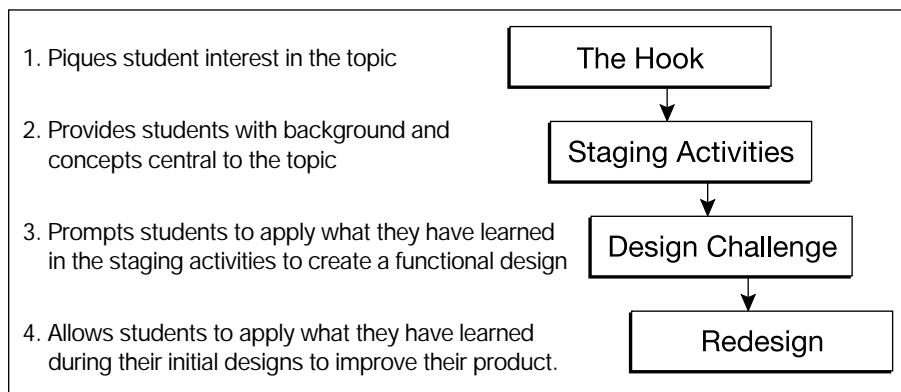 1. Piques student interest in the topic
The Hook
2. Provides students with background and
concepts central to the topic
Staging Activities
3. Prompts students to apply what they have learned
in the staging activities to create a functional design
Design Challenge
4. Allows students to apply what they have learned
during their initial designs to improve their product.
Redesign